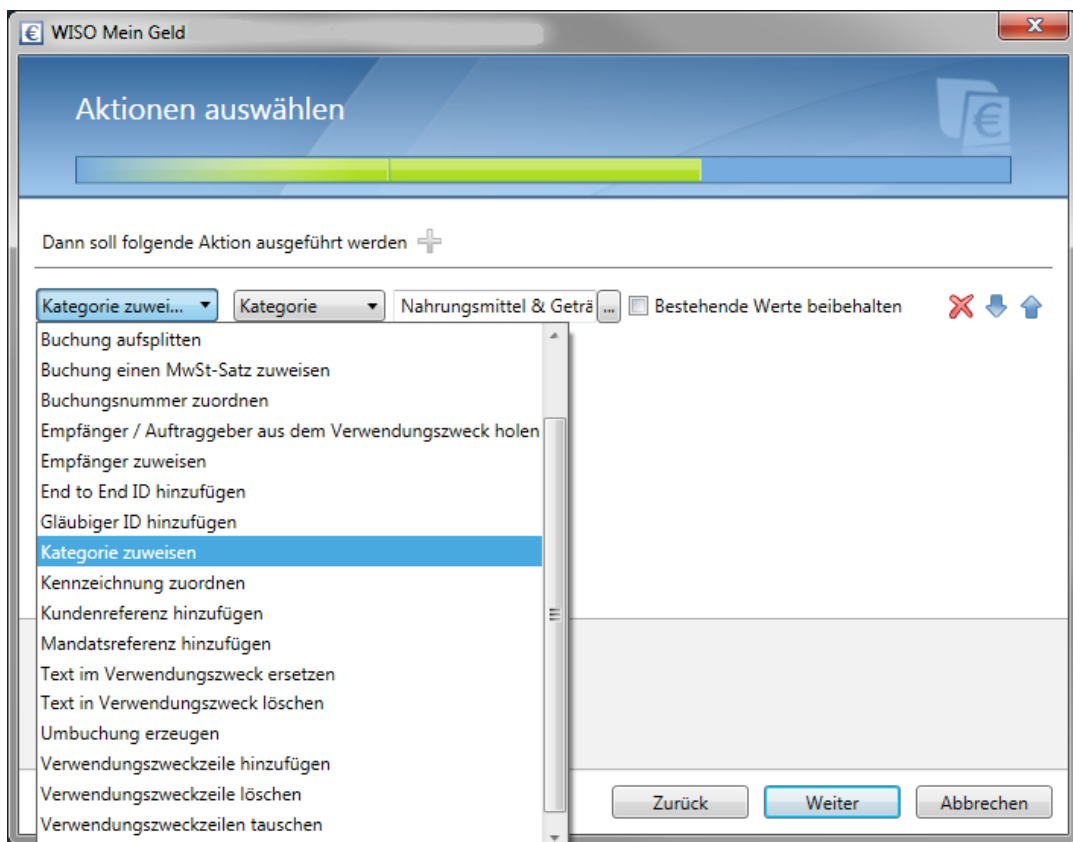 WISO Mein Geld
Aktionen auswählen
Dann soll folgende Aktion ausgeführt werden
Kategorie zuwei... Kategorie Nahrungsmittel & Geträ ... Bestehende Werte beibehalten
Buchung aufsplitten
Buchung einen MwSt-Satz zuweisen
Buchungsnummer zuordnen
Empfänger / Auftraggeber aus dem Verwendungszweck holen
Empfänger zuweisen
End to End ID hinzufügen
Gläubiger ID hinzufügen
Kategorie zuweisen
Kennzeichnung zuordnen
Kundenreferenz hinzufügen
Mandatsreferenz hinzufügen
Text im Verwendungszweck ersetzen
Text in Verwendungszweck löschen
Umbuchung erzeugen
Verwendungszweckzeile hinzufügen
Verwendungszweckzeile löschen
Verwendungszweckzeilen tauschen
Zurück Weiter Abbrechen